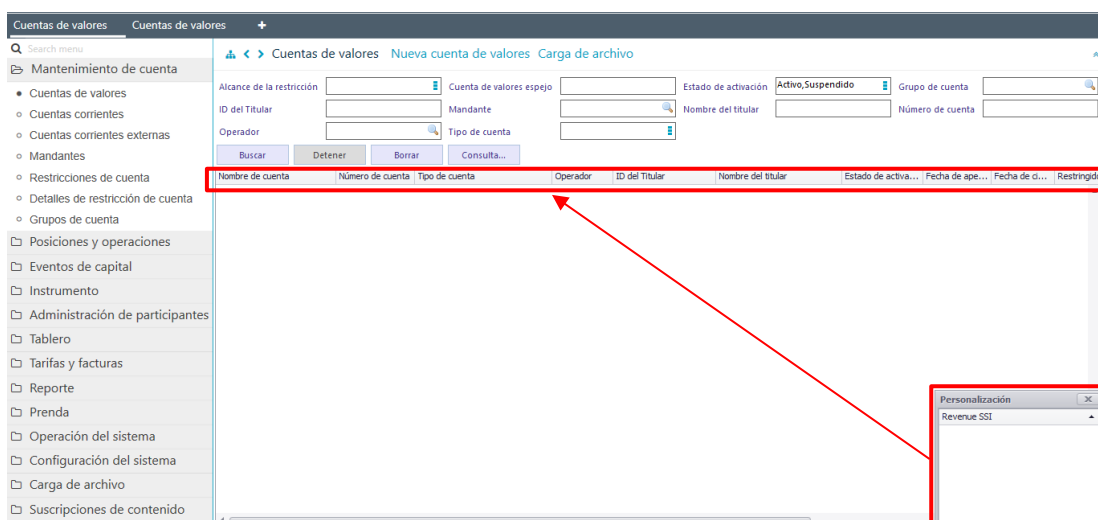 Cuentas de valores Cuentas de valores +
Search menu
Cuentas de valores Nueva cuenta de valores Carga de archivo
Mantenimiento de cuenta
Cuentas de valores
Cuentas corrientes
Cuentas corrientes externas
Mandantes
Restricciones de cuenta
Detalles de restricción de cuenta
Grupos de cuenta
Posiciones y operaciones
Eventos de capital
Instrumento
Administración de participantes
Tablero
Tarifas y facturas
Reporte
Prenda
Operación del sistema
Configuración del sistema
Carga de archivo
Suscripciones de contenido
Alcance de la restricción Cuenta de valores espejo Estado de activación Activo,Suspendido Grupo de cuenta
ID del Titular Mandante Nombre del titular Número de cuenta
Operador Tipo de cuenta
Buscar Detener Borrar Consulta...
Nombre de cuenta Número de cuenta Tipo de cuenta Operador ID del Titular Nombre del titular Estado de activa... Fecha de ape... Fecha de ci... Restringido
Personalización
Revenue SSI